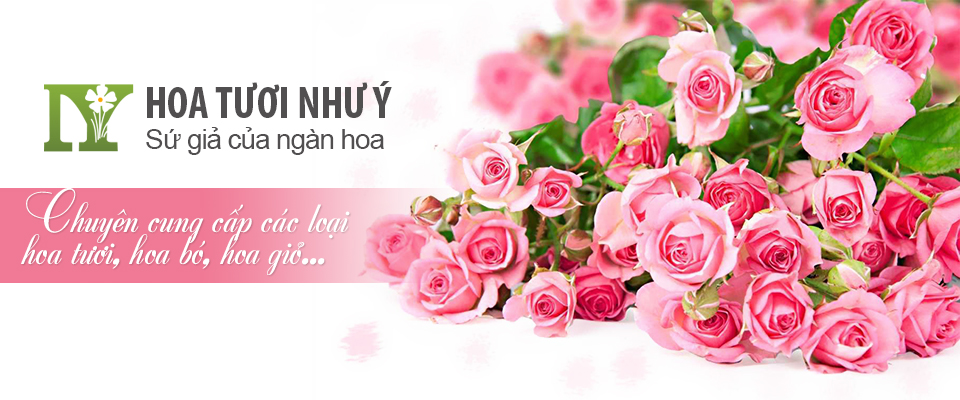 NY
HOA TƯƠI NHƯ Ý
Sứ giả của ngàn hoa
Chuyên cung cấp các loại
hoa tươi, hoa bó, hoa giỏ...